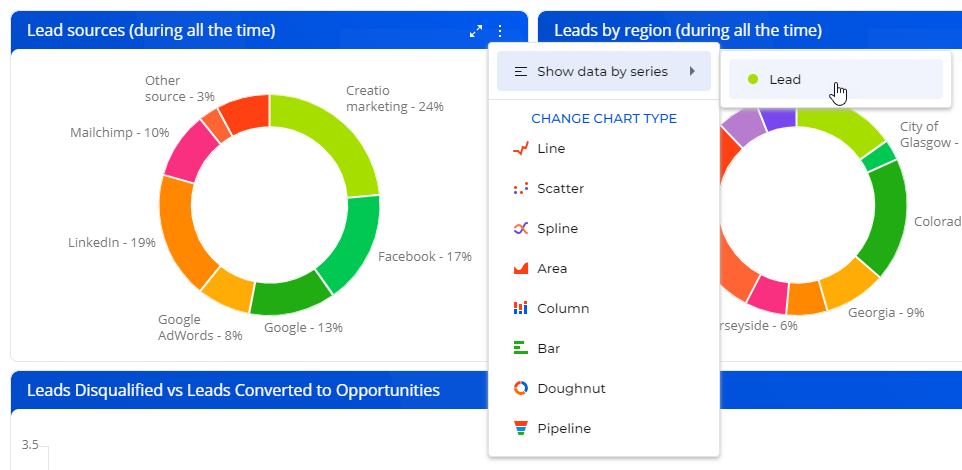 Lead sources (during all the time)
Leads by region (during all the time)
Other
source - 3%
Creatio
marketing - 24%
Mailchimp - 10%
LinkedIn - 19%
Facebook - 17%
Google
AdWords - 8%
Google - 13%
Show data by series
Lead
CHANGE CHART TYPE
Line
Scatter
Spline
Area
Column
Bar
Doughnut
Pipeline
City of
Glasgow -
Colorad
Georgia - 9%
rseyside - 6%
Leads Disqualified vs Leads Converted to Opportunities
3.5